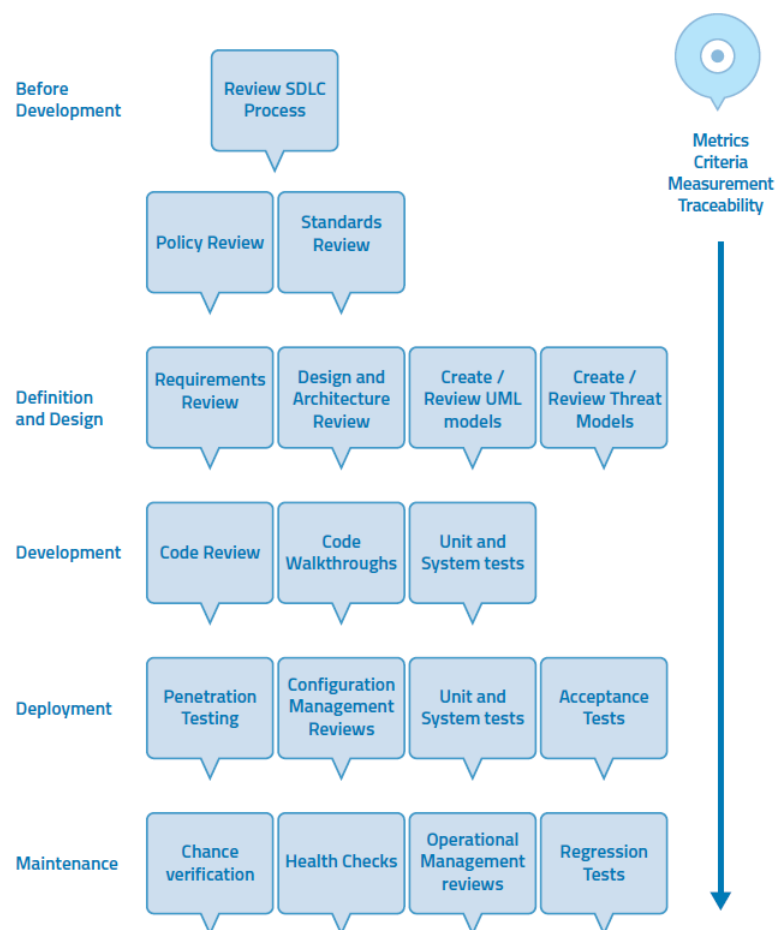 Before
Development
Review SDLC
Process
Metrics
Criteria
Measurement
Traceability
Policy Review
Standards
Review
Definition
and Design
Requirements
Review
Design and
Architecture
Review
Create /
Review UML
models
Create /
Review Threat
Models
Development
Code Review
Code
Walkthroughs
Unit and
System tests
Deployment
Penetration
Testing
Configuration
Management
Reviews
Unit and
System tests
Acceptance
Tests
Maintenance
Chance
verification
Health Checks
Operational
Management
reviews
Regression
Tests